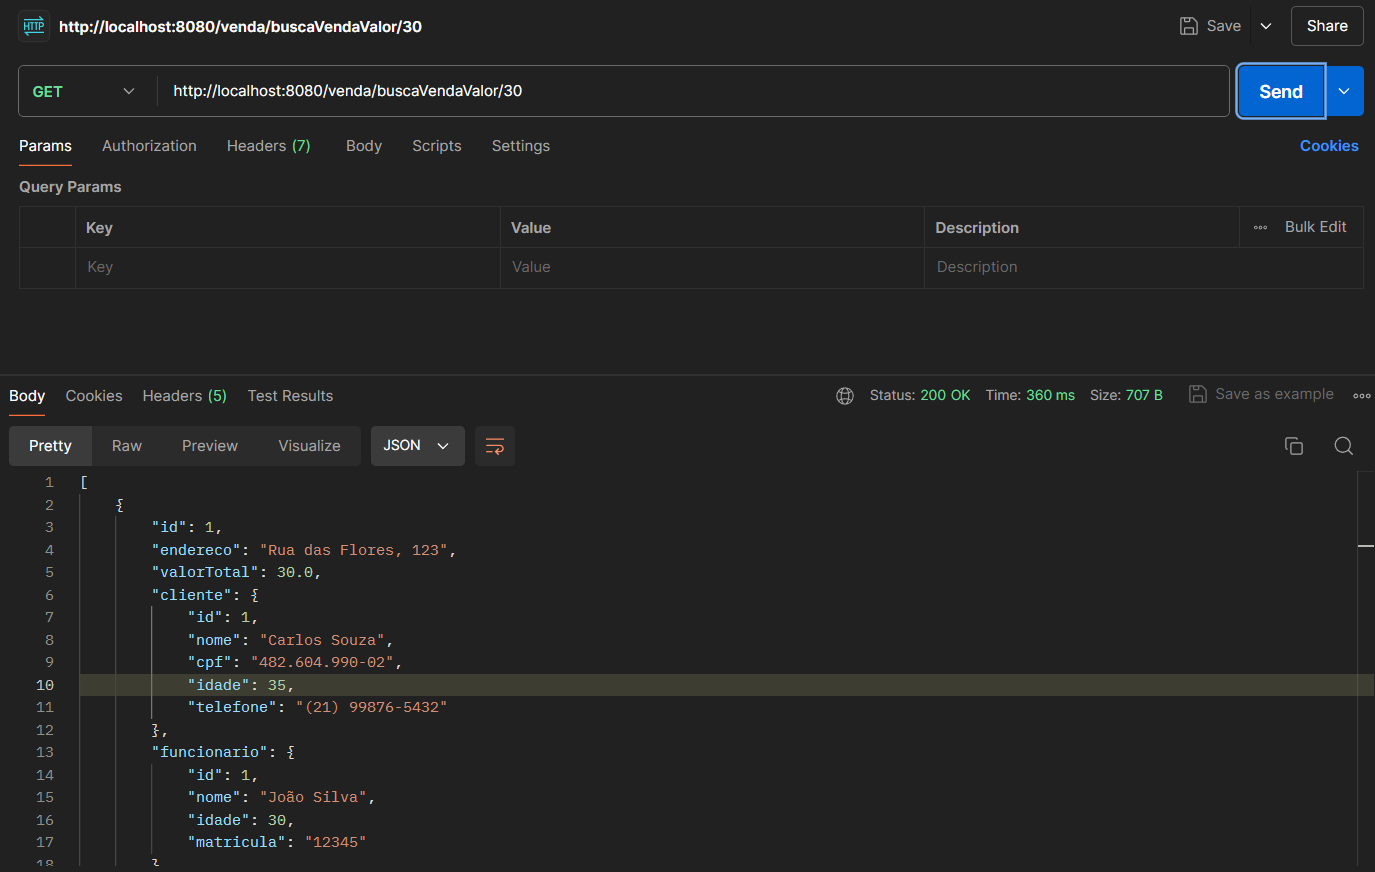 HTTP http://localhost:8080/venda/buscaVendaValor/30 Save Share
GET http://localhost:8080/venda/buscaVendaValor/30 Send
Params Authorization Headers (7) Body Scripts Settings Cookies
Query Params
Key Value Description Bulk Edit
Key Value Description
Body Cookies Headers (5) Test Results Status: 200 OK Time: 360 ms Size: 707 B Save as example
Pretty Raw Preview Visualize JSON
1 [
2 {
3 "id": 1,
4 "endereco": "Rua das Flores, 123",
5 "valorTotal": 30.0,
6 "cliente": {
7 "id": 1,
8 "nome": "Carlos Souza",
9 "cpf": "482.604.990-02",
10 "idade": 35,
11 "telefone": "(21) 99876-5432"
12 },
13 "funcionario": {
14 "id": 1,
15 "nome": "João Silva",
16 "idade": 30,
17 "matricula": "12345"
18 }